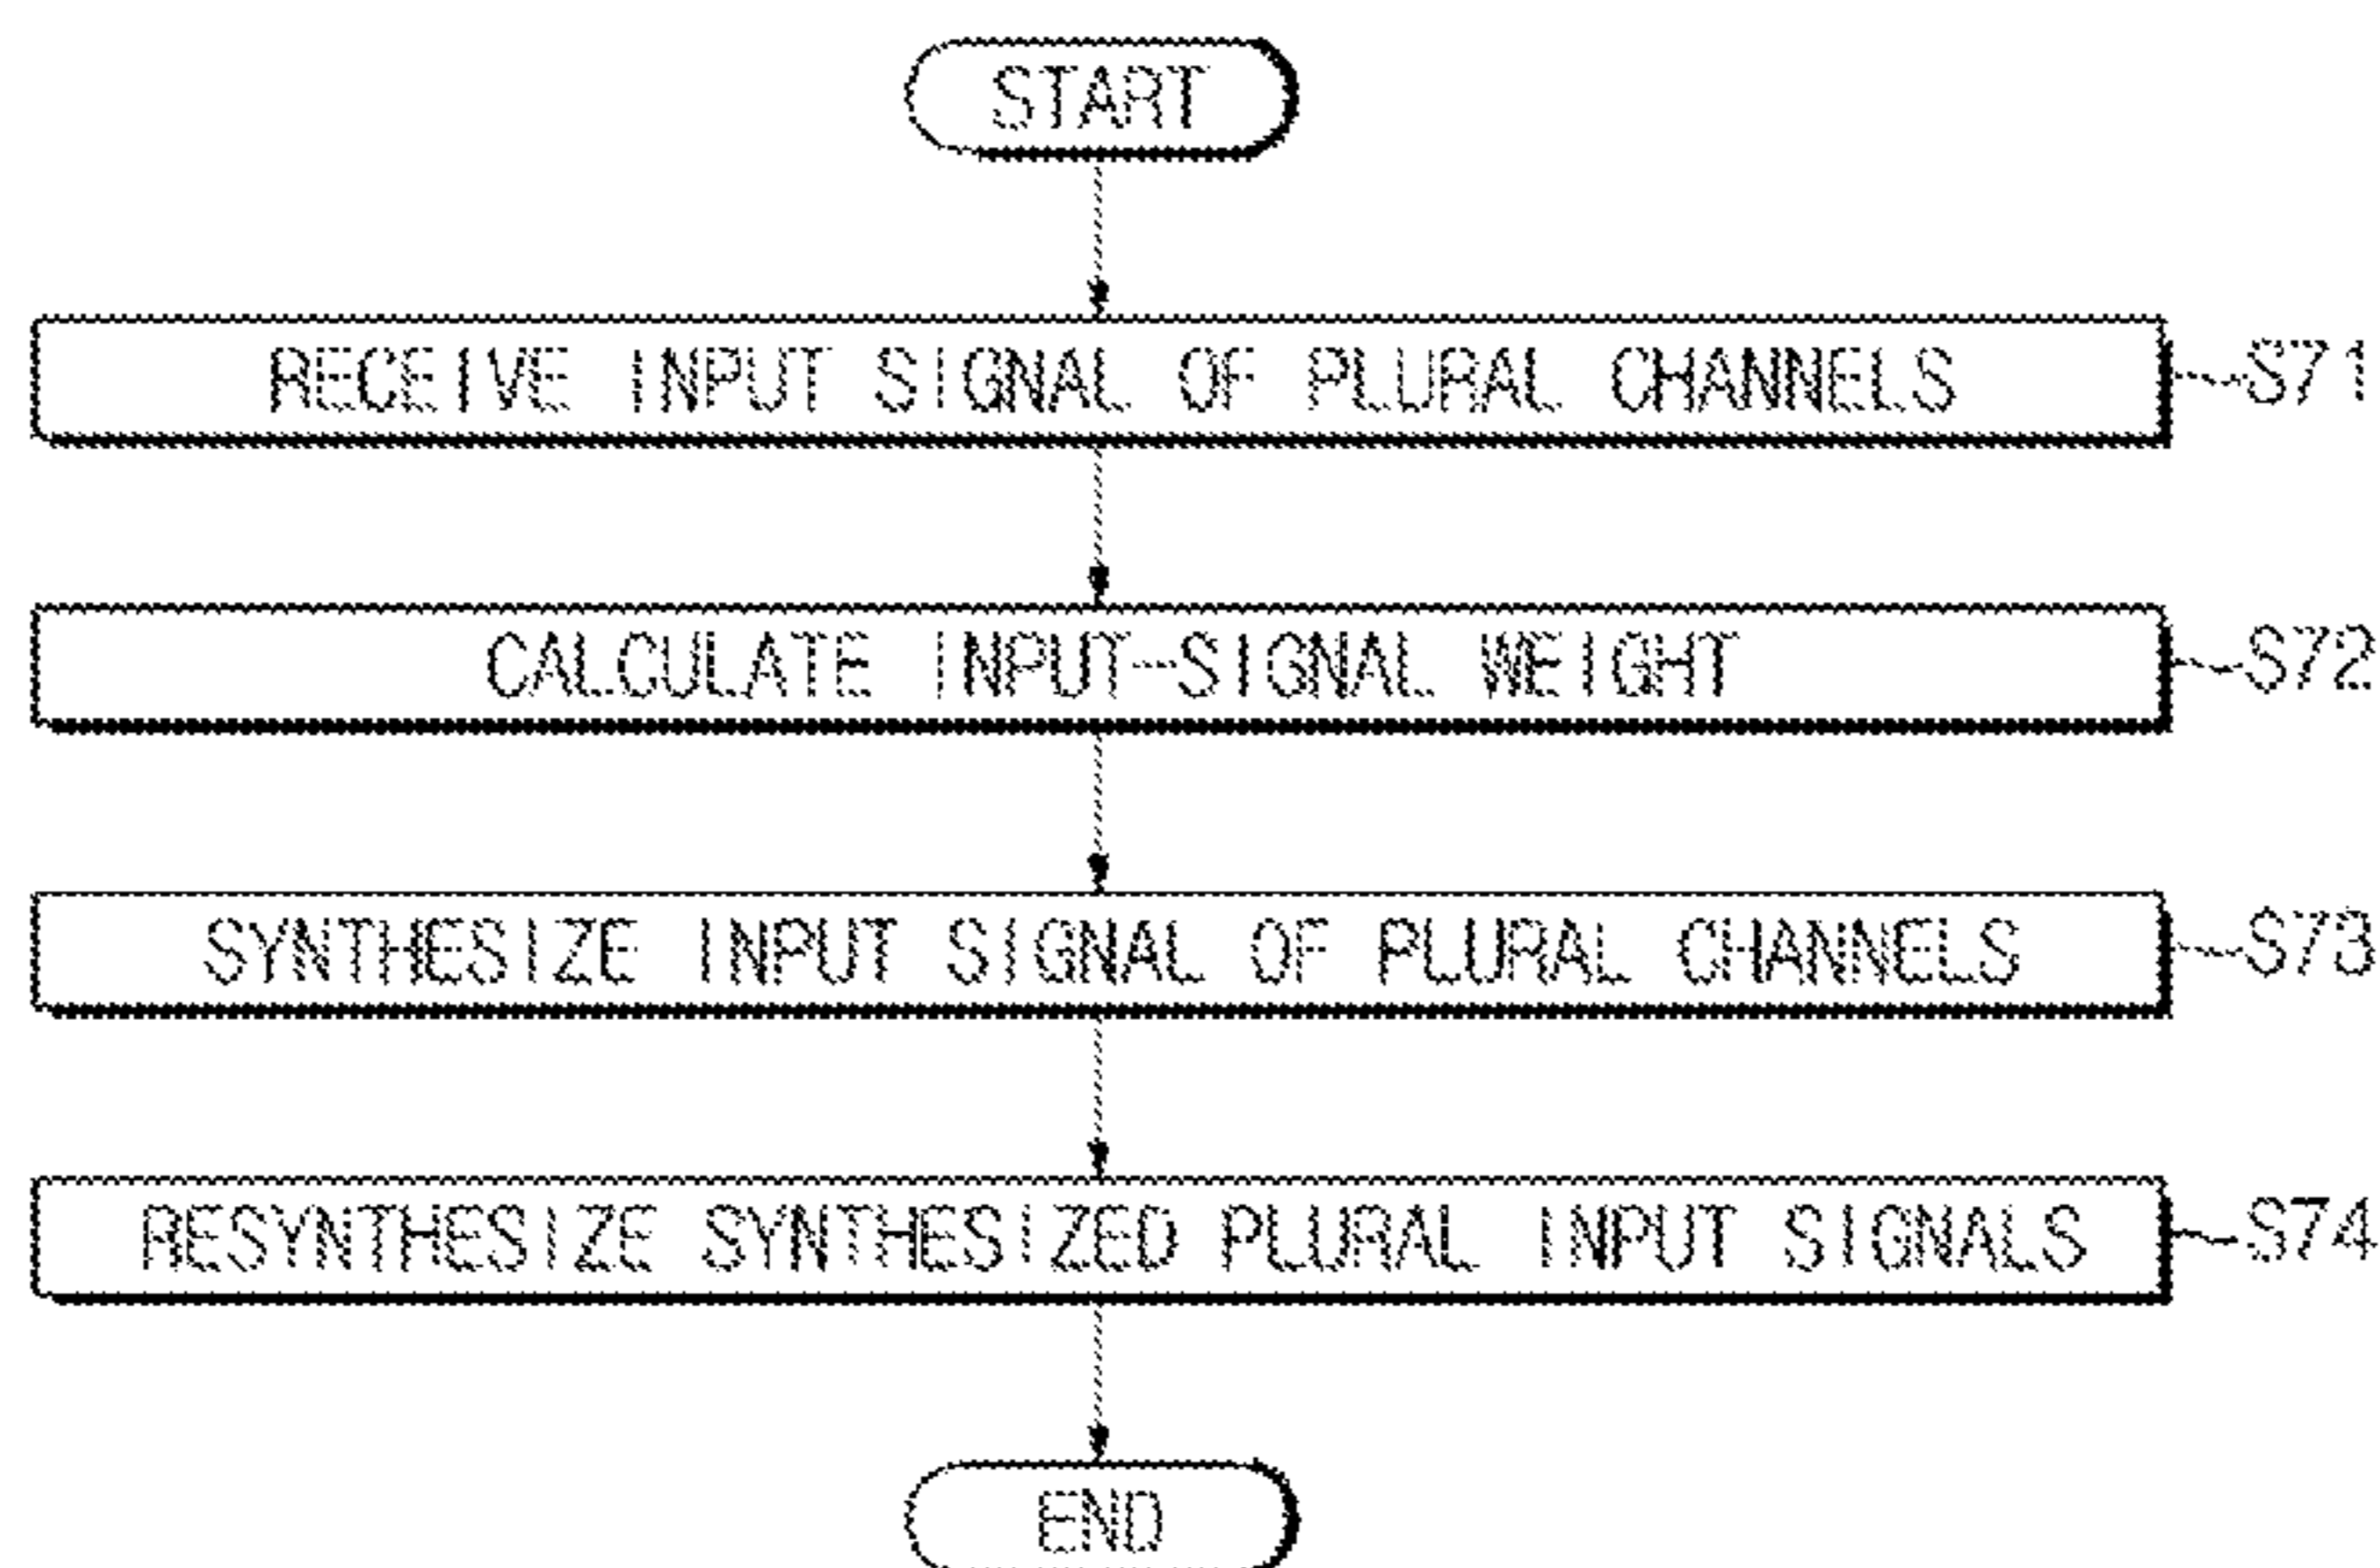 START
RECEIVE INPUT SIGNAL OF PLURAL CHANNELS
S71
CALCULATE INPUT-SIGNAL WEIGHT
S72
SYNTHESIZE INPUT SIGNAL OF PLURAL CHANNELS
S73
RESYNTHESIZE SYNTHESIZED PLURAL INPUT SIGNALS
S74
END